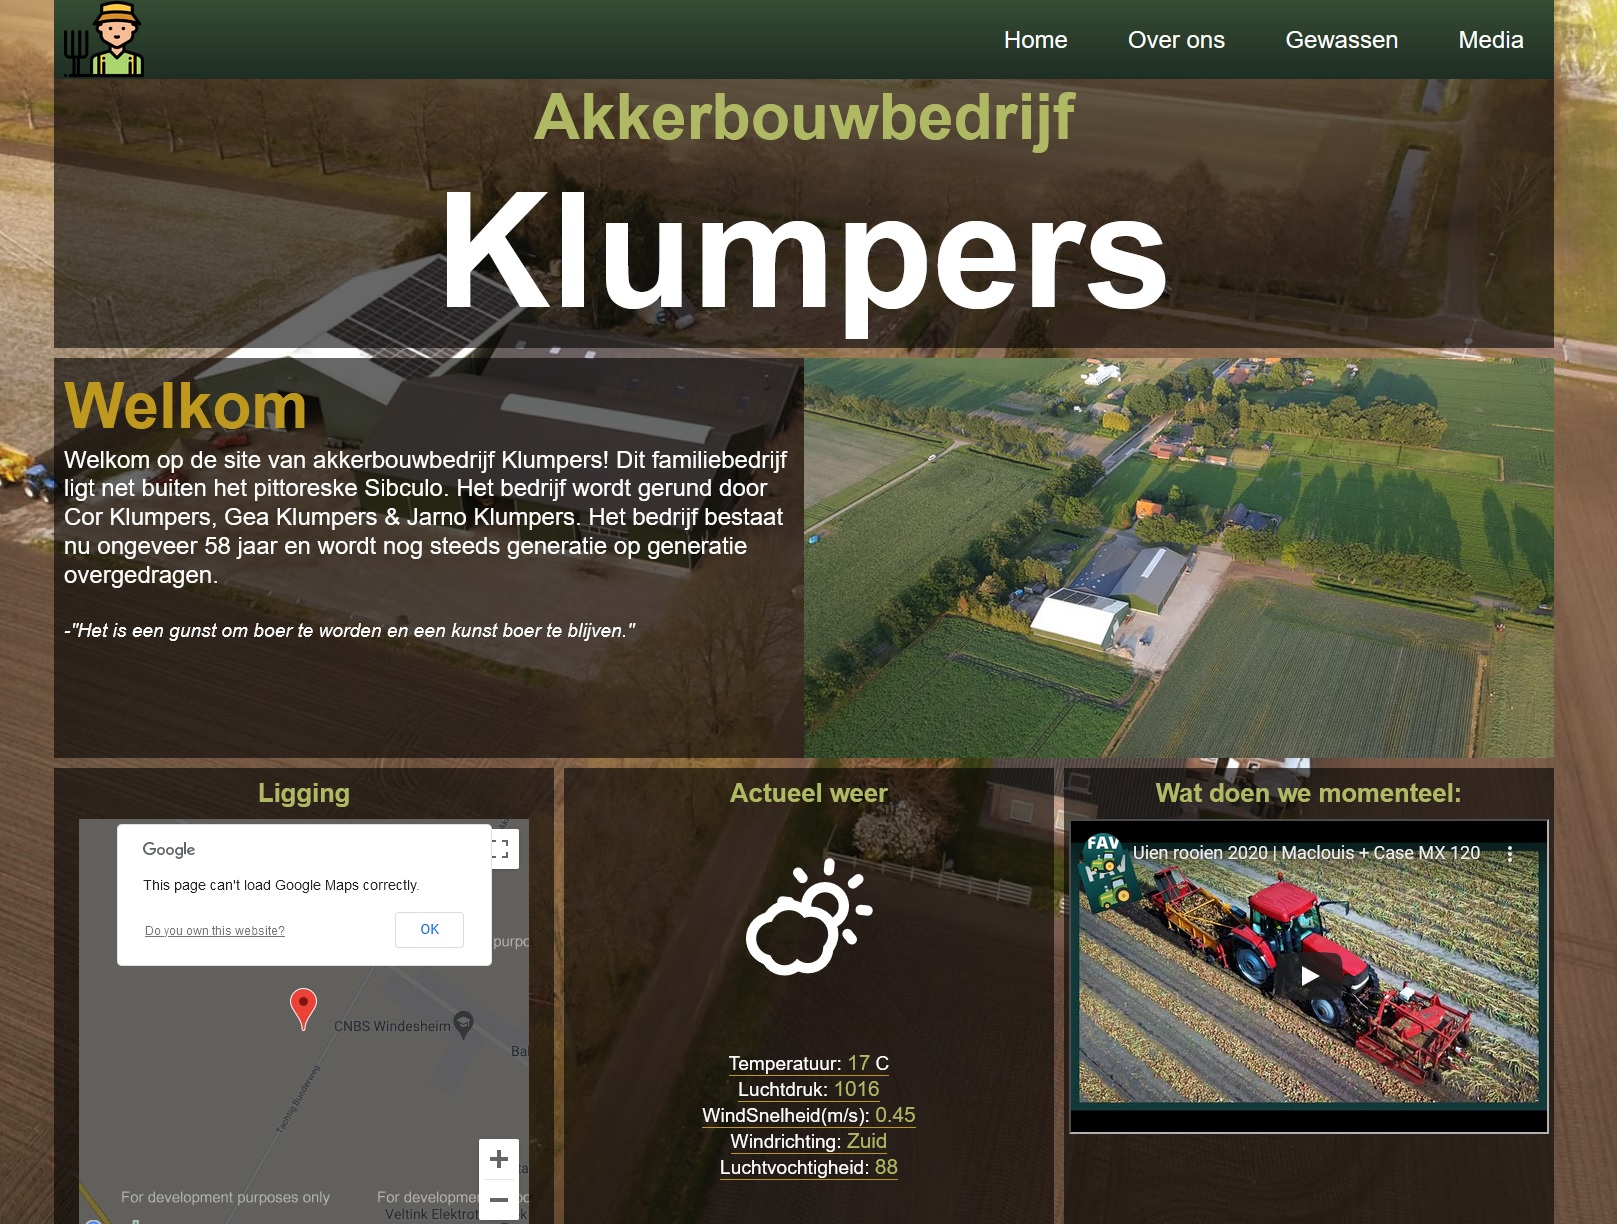 Home Over ons Gewassen Media
Akkerbouwbedrijf
Klumpers
Welkom
Welkom op de site van akkerbouwbedrijf Klumpers! Dit familiebedrijf
ligt net buiten het pittoreske Sibculo. Het bedrijf wordt gerund door
Cor Klumpers, Gea Klumpers & Jarno Klumpers. Het bedrijf bestaat
nu ongeveer 58 jaar en wordt nog steeds generatie op generatie
overgedragen.
-"Het is een gunst om boer te worden en een kunst boer te blijven."
Ligging
Google
This page can't load Google Maps correctly.
Do you own this website?
OK
CNBS Windesheim
Tachtig Bunderweg
For development purposes only
For developme
Veltink Elektrot
Actueel weer
Temperatuur: 17 C
Luchtdruk: 1016
WindSnelheid(m/s): 0.45
Windrichting: Zuid
Luchtvochtigheid: 88
Wat doen we momenteel:
FAV
Uien rooien 2020 | Maclouis + Case MX 120